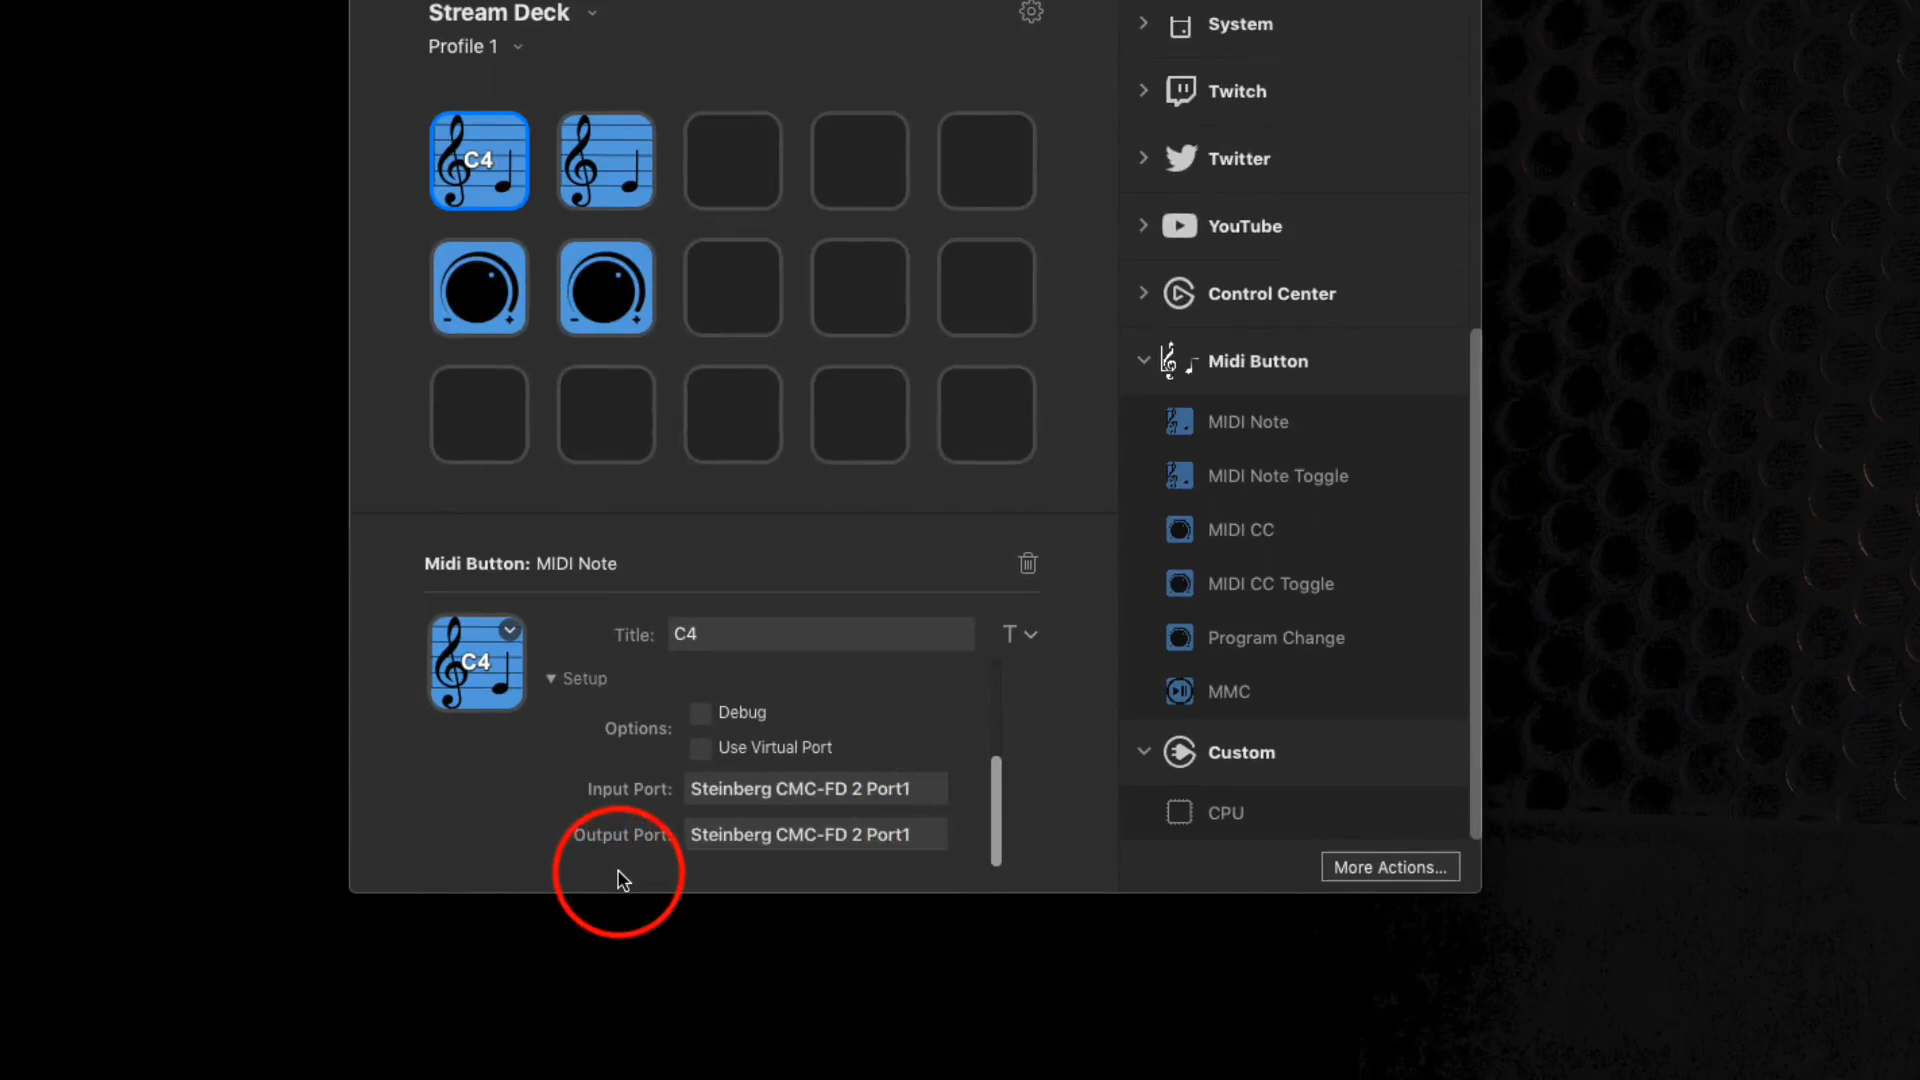 Stream Deck
Profile 1
C4
Midi Button: MIDI Note
C4
Title: C4
T
Setup
Options: Debug
Use Virtual Port
Input Port: Steinberg CMC-FD 2 Port1
Output Port: Steinberg CMC-FD 2 Port1
System
Twitch
Twitter
YouTube
Control Center
Midi Button
MIDI Note
MIDI Note Toggle
MIDI CC
MIDI CC Toggle
Program Change
MMC
Custom
CPU
More Actions...